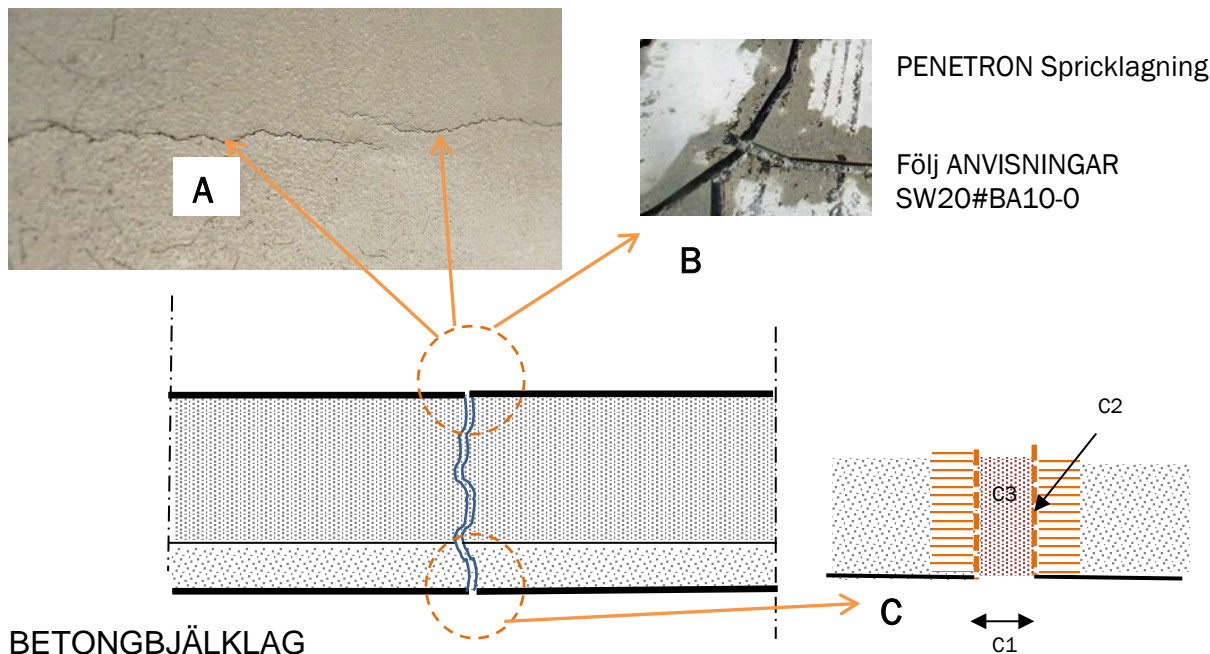 PENETRON Spricklagning
A
Följ ANVISNINGAR
SW20#BA10-0
B
C2
C3
C
C1
BETONGBJÄLKLAG